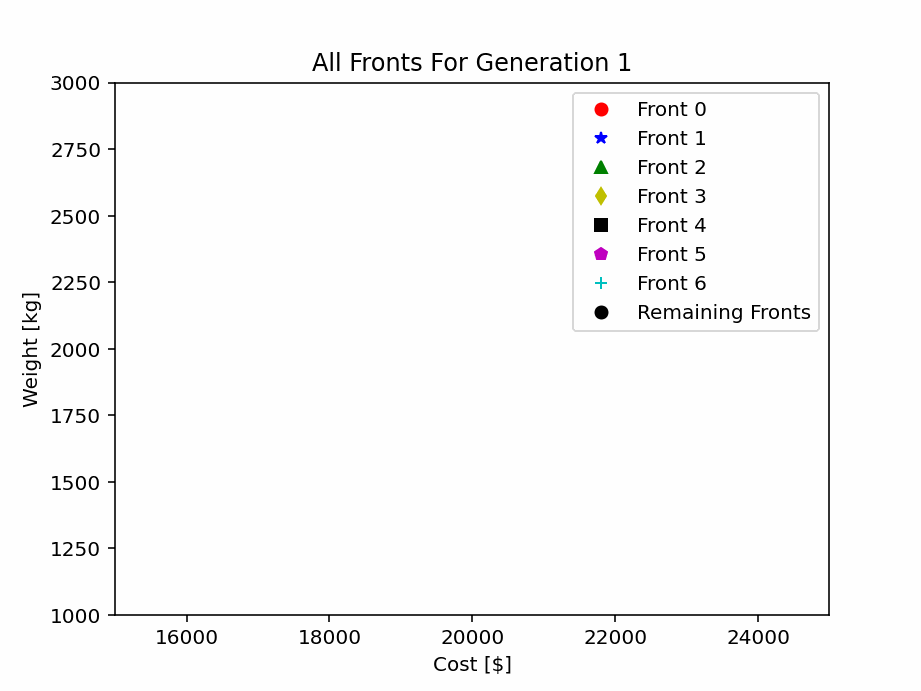 All Fronts For Generation 1
3000
2750
2500
2250
2000
1750
1500
1250
1000
Weight [kg]
Front 0
Front 1
Front 2
Front 3
Front 4
Front 5
Front 6
Remaining Fronts
16000 18000 20000 22000 24000
Cost [$]